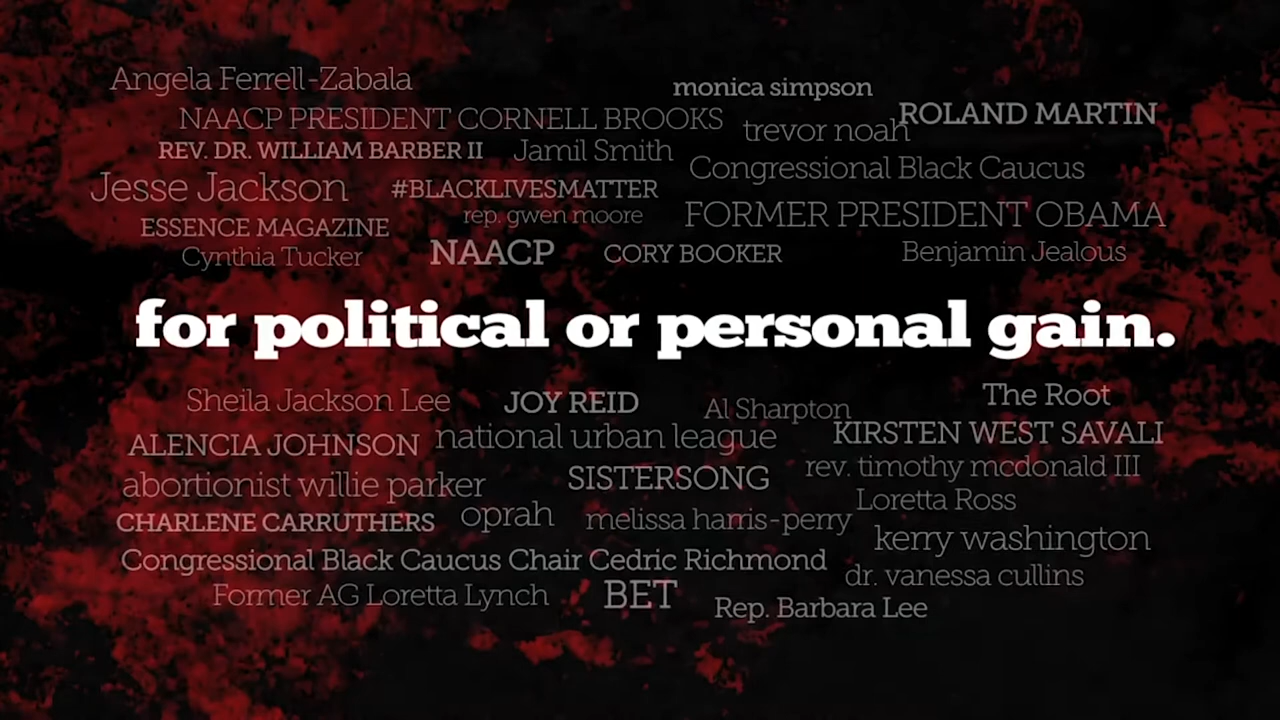 Angela Ferrell-Zabala
monica simpson
NAACP PRESIDENT CORNELL BROOKS
trevor noah
ROLAND MARTIN
REV. DR. WILLIAM BARBER II
Jamil Smith
Congressional Black Caucus
Jesse Jackson
#BLACKLIVESMATTER
rep. gwen moore
FORMER PRESIDENT OBAMA
ESSENCE MAGAZINE
Cynthia Tucker
NAACP
CORY BOOKER
Benjamin Jealous
for political or personal gain.
Sheila Jackson Lee
JOY REID
Al Sharpton
The Root
ALENCIA JOHNSON
national urban league
KIRSTEN WEST SAVALI
abortionist willie parker
SISTERSONG
rev. timothy mcdonald III
CHARLENE CARRUTHERS
oprah
melissa harris-perry
Loretta Ross
kerry washington
Congressional Black Caucus Chair Cedric Richmond
dr. vanessa cullins
Former AG Loretta Lynch
BET
Rep. Barbara Lee